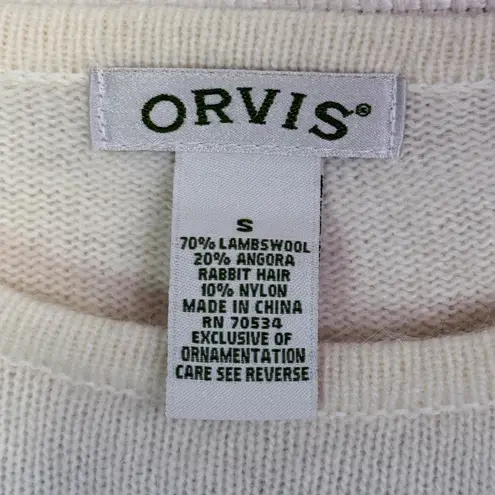 ORVIS®
S
70% LAMBSWOOL
20% ANGORA
RABBIT HAIR
10% NYLON
MADE IN CHINA
RN 70534
EXCLUSIVE OF
ORNAMENTATION
CARE SEE REVERSE